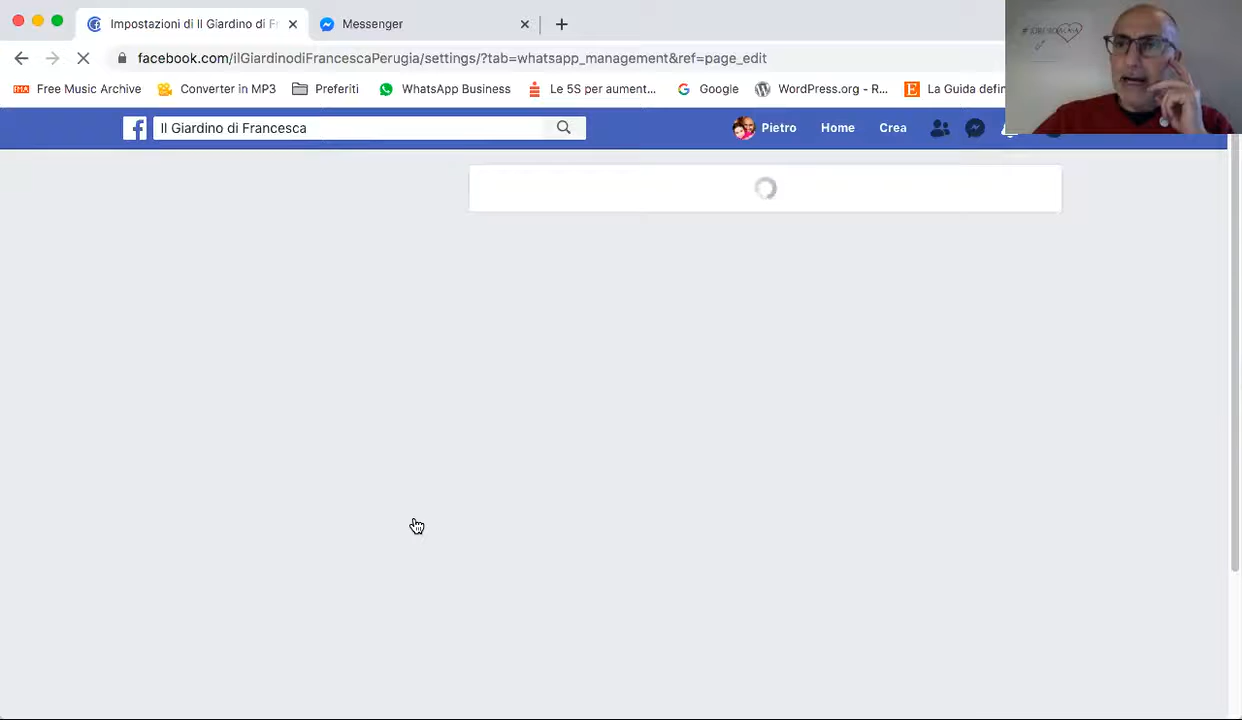 Impostazioni di Il Giardino di Fr
Messenger
facebook.com/ilGiardinodiFrancescaPerugia/settings/?tab=whatsapp_management&ref=page_edit
Free Music Archive
Converter in MP3
Preferiti
WhatsApp Business
Le 5S per aument...
Google
WordPress.org - R...
La Guida defin
Il Giardino di Francesca
Pietro
Home
Crea